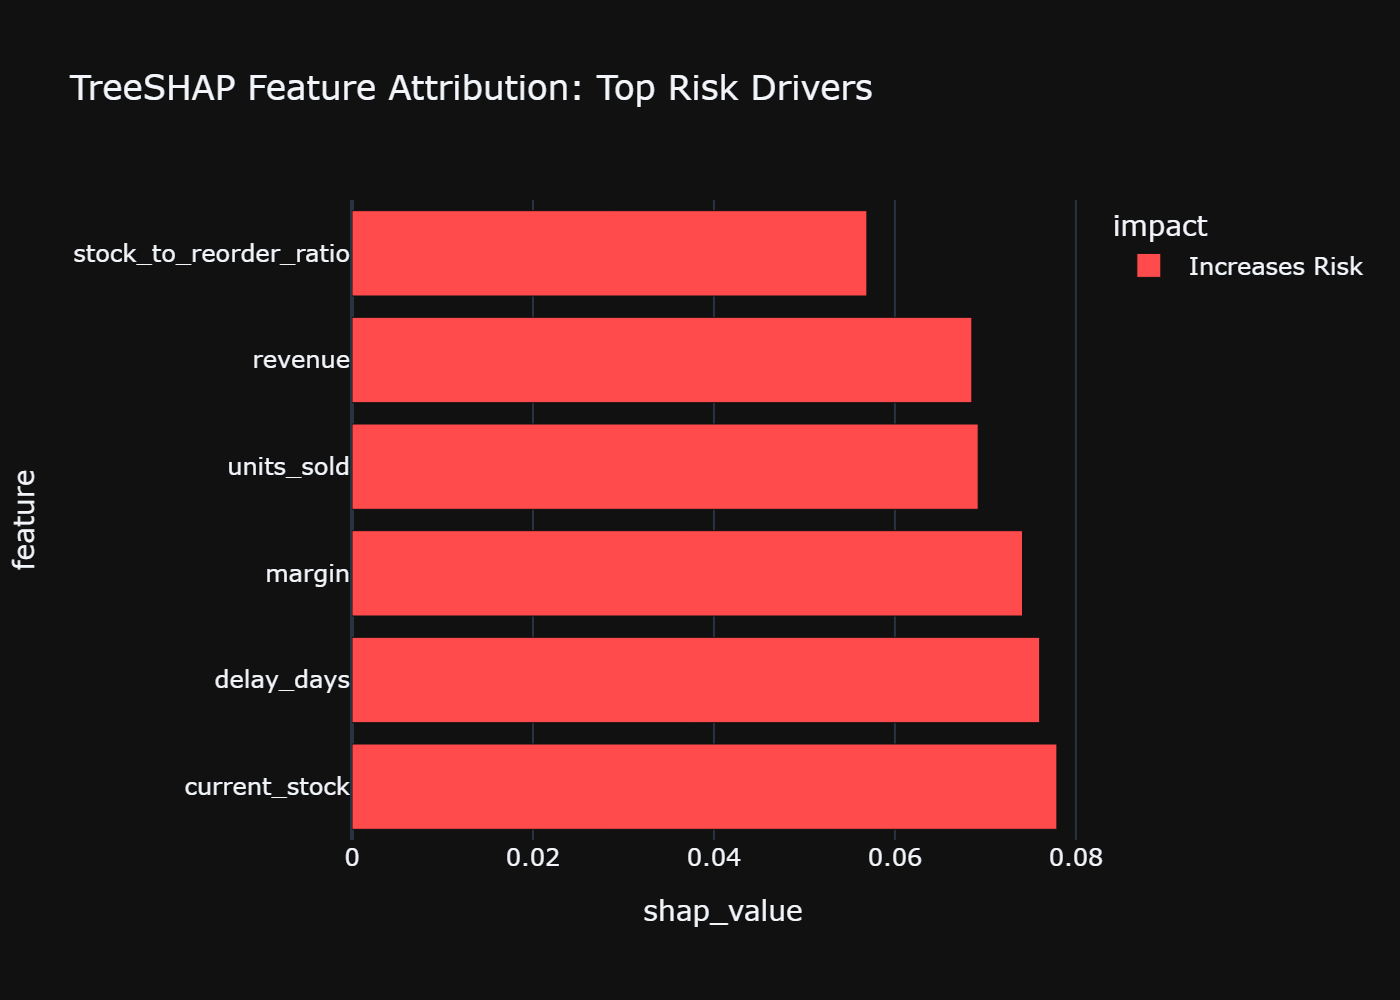 TreeSHAP Feature Attribution: Top Risk Drivers
impact
Increases Risk
feature
stock_to_reorder_ratio
revenue
units_sold
margin
delay_days
current_stock
0 0.02 0.04 0.06 0.08
shap_value